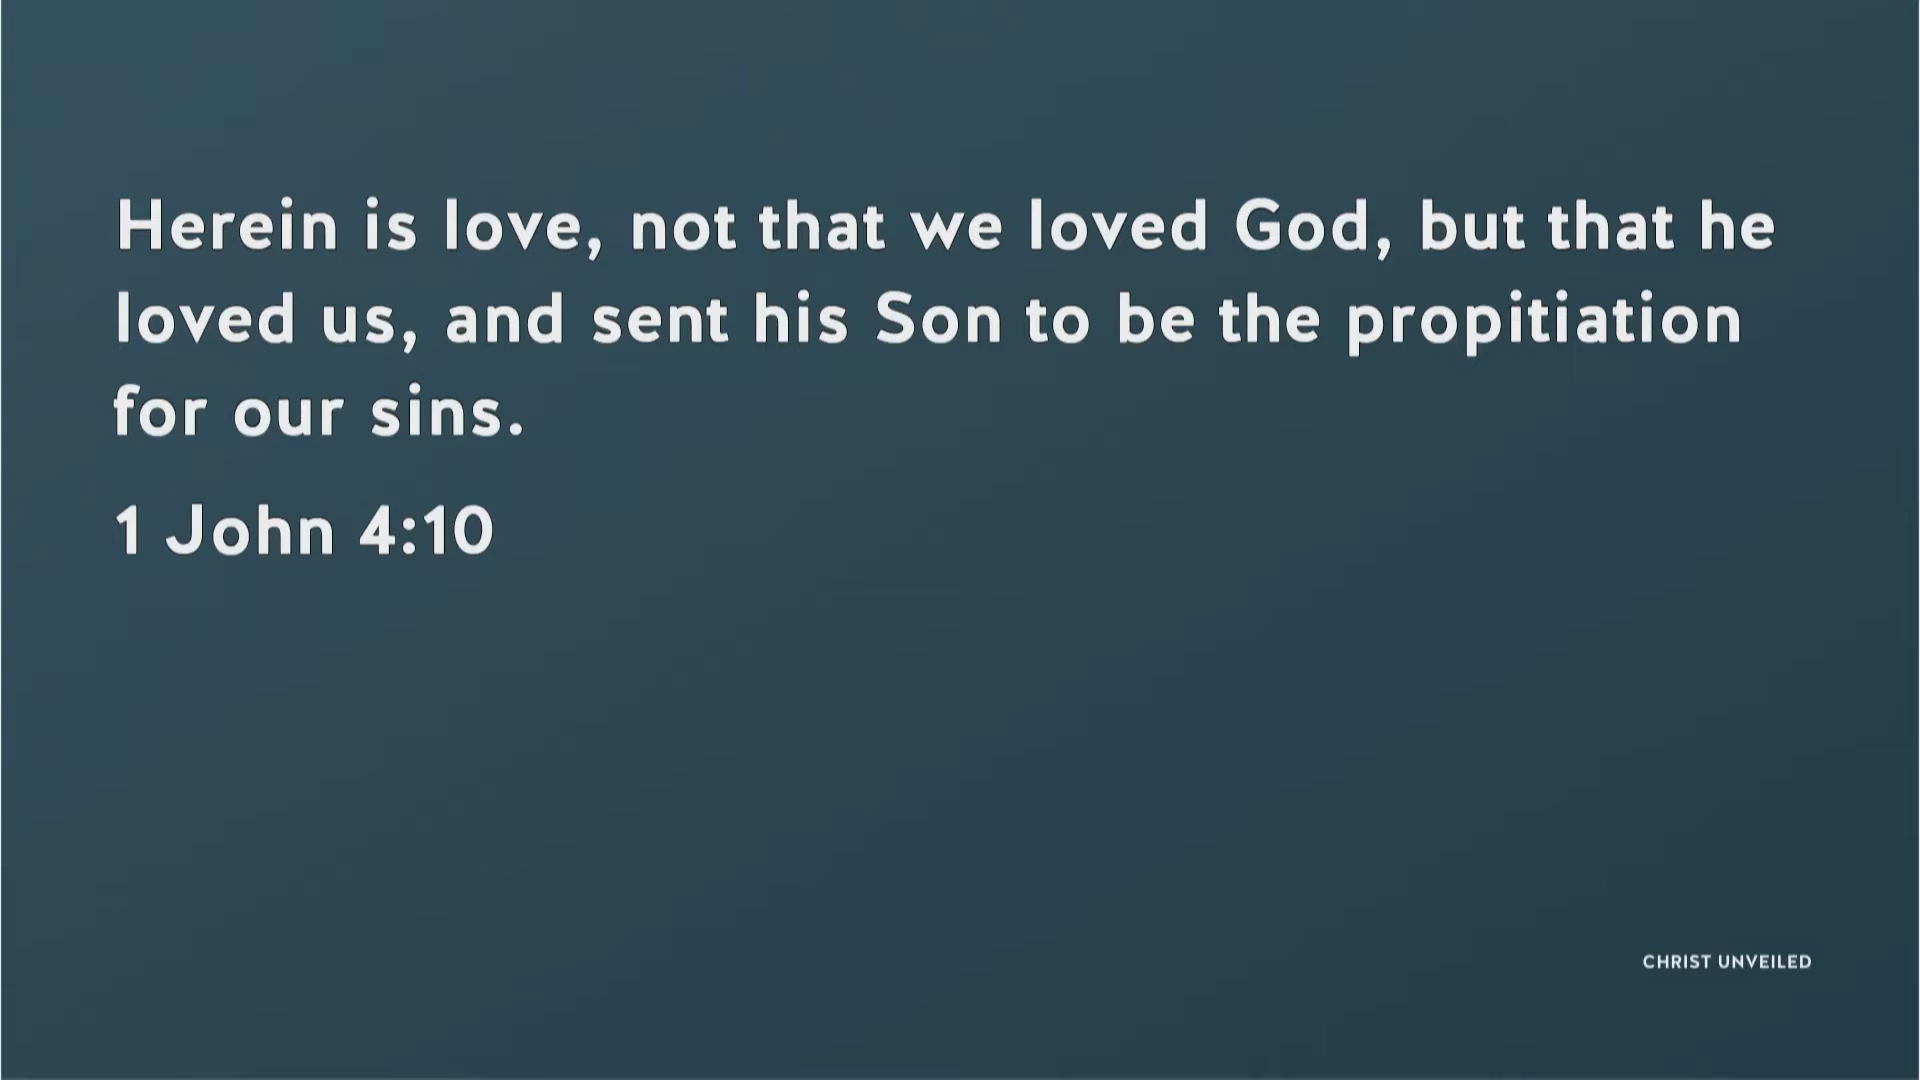 Herein is love, not that we loved God, but that he
loved us, and sent his Son to be the propitiation
for our sins.
1 John 4:10
CHRIST UNVEILED